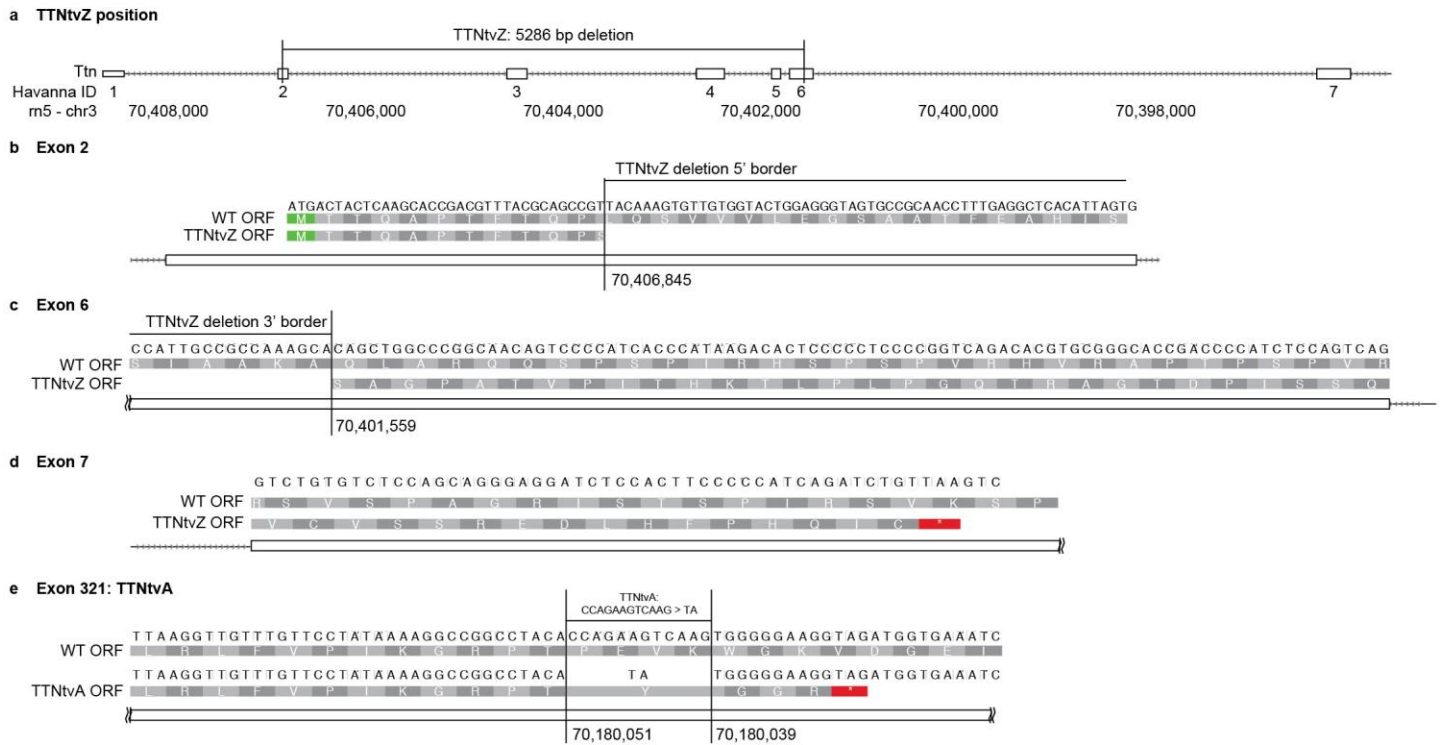 a TTNtvZ position
TTNtvZ: 5286 bp deletion
Ttn
Havanna ID 1 2 3 4 5 6 7
rn5 - chr3 70,408,000 70,406,000 70,404,000 70,402,000 70,400,000 70,398,000
b Exon 2
TTNtvZ deletion 5’ border
ATGACTACTCAAGCACCGACGTTTACGCAGCCGTTACAAAGTGTTGTGGTACTGGAGGGTAGTGCCGCAACCTTTGAGGCTCACATTAGTG
WT ORF M T T Q A P T F T Q P L Q S V V V L E G S A A T F E A H I S
TTNtvZ ORF M T T Q A P T F T Q P S
70,406,845
c Exon 6
TTNtvZ deletion 3’ border
CCATTGCCGCCAAAGCACAGCTGGCCCGGCAACAGTCCCCCATCACCCATAAGACACTCCCCCTCCCCGGTCAGACACGTGCGGGCACCGACCCCATCTCCAGTCAG
WT ORF S I A A K A Q L A R Q Q S P S P I R H S P S P V R H V R A P T P S P V R
TTNtvZ ORF S A G P A T V P I T H K T L P L P G Q T R A G T D P I S S Q
70,401,559
d Exon 7
GTCTGTGTCTCCAGCAGGGAGGATCTCCACTTCCCCCATCAGATCTGTTAAGTC
WT ORF R S V S P A G R I S T S P I R S V K S P
TTNtvZ ORF V C V S S R E D L H F P H Q I C *
e Exon 321: TTNtvA
TTNtvA:
CCAGAAGTCAAG > TA
TTAAGGTTGTTTGTTCCTATAAAAGGCCGGCCTACACCAGAAGTCAAGTGGGGGAAGGTAGATGGTGAAATC
WT ORF L R L F V P I K G R P T P E V K W G K V D G E I
TTAAGGTTGTTTGTTCCTATAAAAGGCCGGCCTACA TA TGGGGGAAGGTAGATGGTGAAATC
TTNtvA ORF L R L F V P I K G R P T Y G G R *
70,180,051 70,180,039